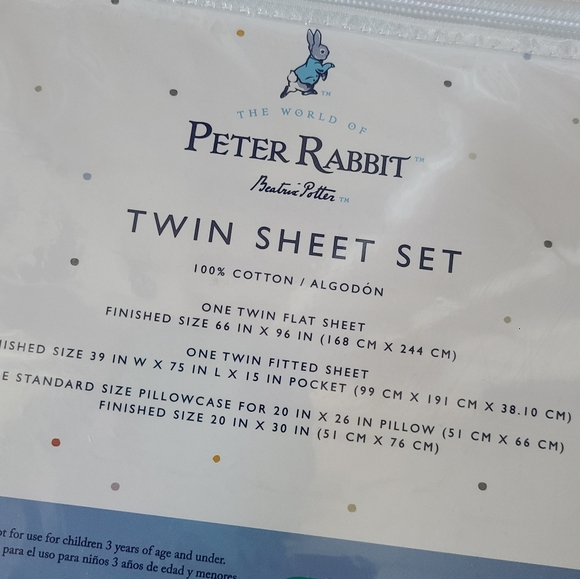 TM
THE WORLD OF
PETER RABBIT™
Beatrix Potter™
TWIN SHEET SET
100% COTTON / ALGODÓN
ONE TWIN FLAT SHEET
FINISHED SIZE 66 IN X 96 IN (168 CM X 244 CM)
ONE TWIN FITTED SHEET
SIZE 39 IN W X 75 IN L X 15 IN POCKET (99 CM X 191 CM X 38.10 CM)
STANDARD SIZE PILLOWCASE FOR 20 IN X 26 IN PILLOW (51 CM X 66 CM)
FINISHED SIZE 20 IN X 30 IN (51 CM X 76 CM)
for use for children 3 years of age and under.
para el uso para niños 3 años de edad y menores